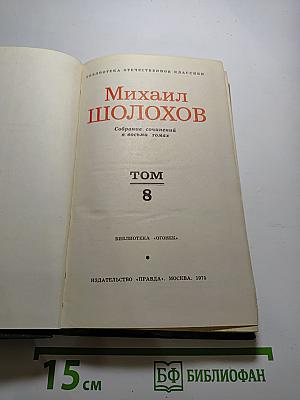 БИБЛИОТЕКА ОТЕЧЕСТВЕННОЙ КЛАССИКИ
Михаил
ШОЛОХОВ
Собрание сочинений
в восьми томах
ТОМ
8
БИБЛИОТЕКА «ОГОНЕК»
ИЗДАТЕЛЬСТВО «ПРАВДА». МОСКВА. 1975
15 см
БФ БИБЛИОФАН